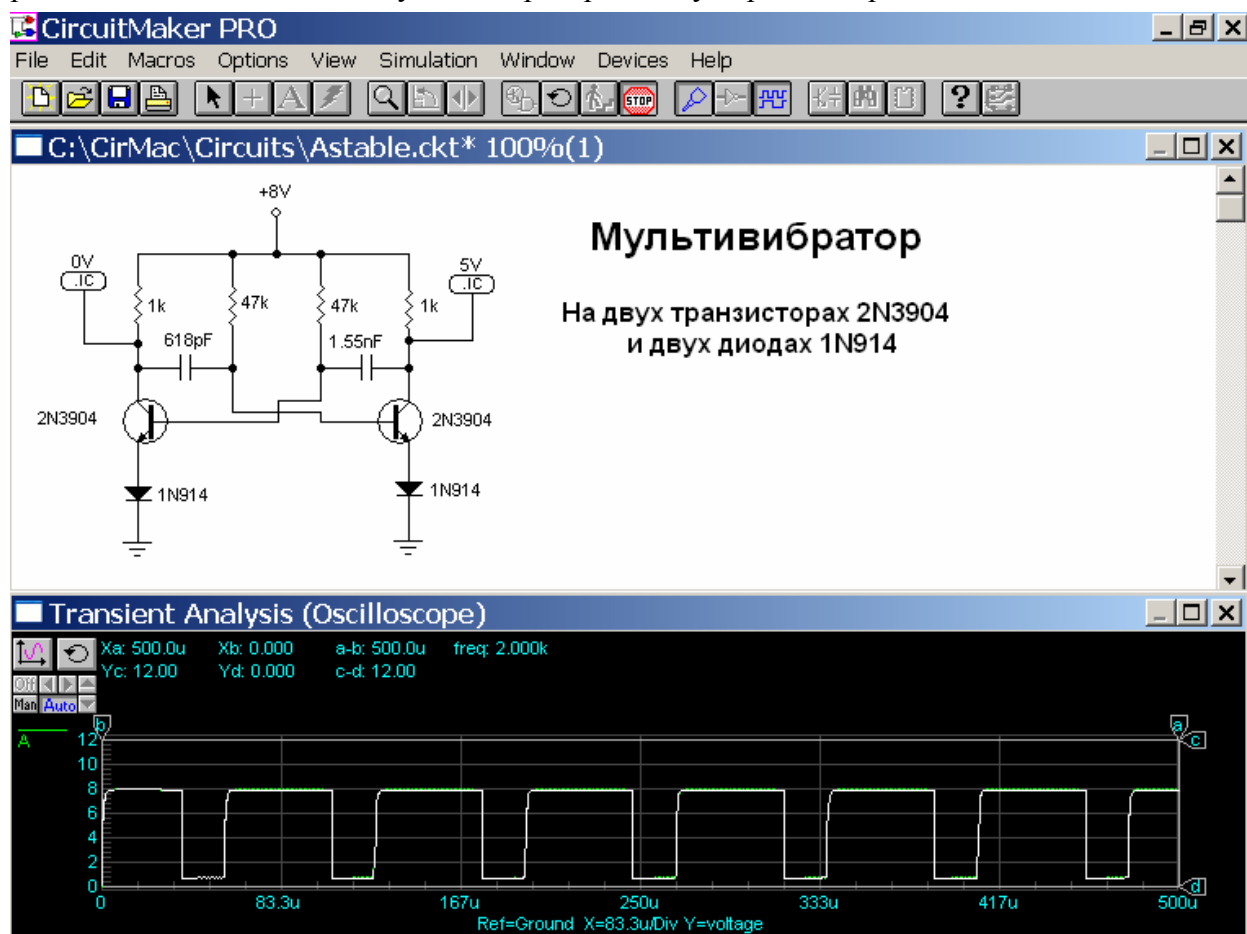 CircuitMaker PRO
File Edit Macros Options View Simulation Window Devices Help
STOP
C:\CirMac\Circuits\Astable.ckt* 100%(1)
+8V
Мультивибратор
0V
.IC
5V
.IC
1k
47k
47k
1k
На двух транзисторах 2N3904
и двух диодах 1N914
618pF
1.55nF
2N3904
2N3904
1N914
1N914
Transient Analysis (Oscilloscope)
Xa: 500.0u Xb: 0.000 a-b: 500.0u freq: 2.000k
Yc: 12.00 Yd: 0.000 c-d: 12.00
Off
Man Auto
b
a
A
12
c
10
8
6
4
2
0
d
0 83.3u 167u 250u 333u 417u 500u
Ref=Ground X=83.3u/Div Y=voltage